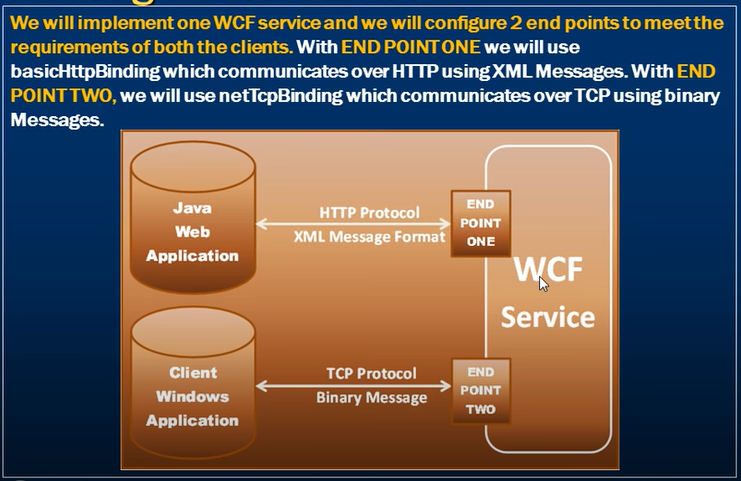 We will implement one WCF service and we will configure 2 end points to meet the
requirements of both the clients. With END POINT ONE we will use
basicHttpBinding which communicates over HTTP using XML Messages. With END
POINT TWO, we will use netTcpBinding which communicates over TCP using binary
Messages.
Java
Web
Application
HTTP Protocol
XML Message Format
END
POINT
ONE
WCF
Service
Client
Windows
Application
TCP Protocol
Binary Message
END
POINT
TWO